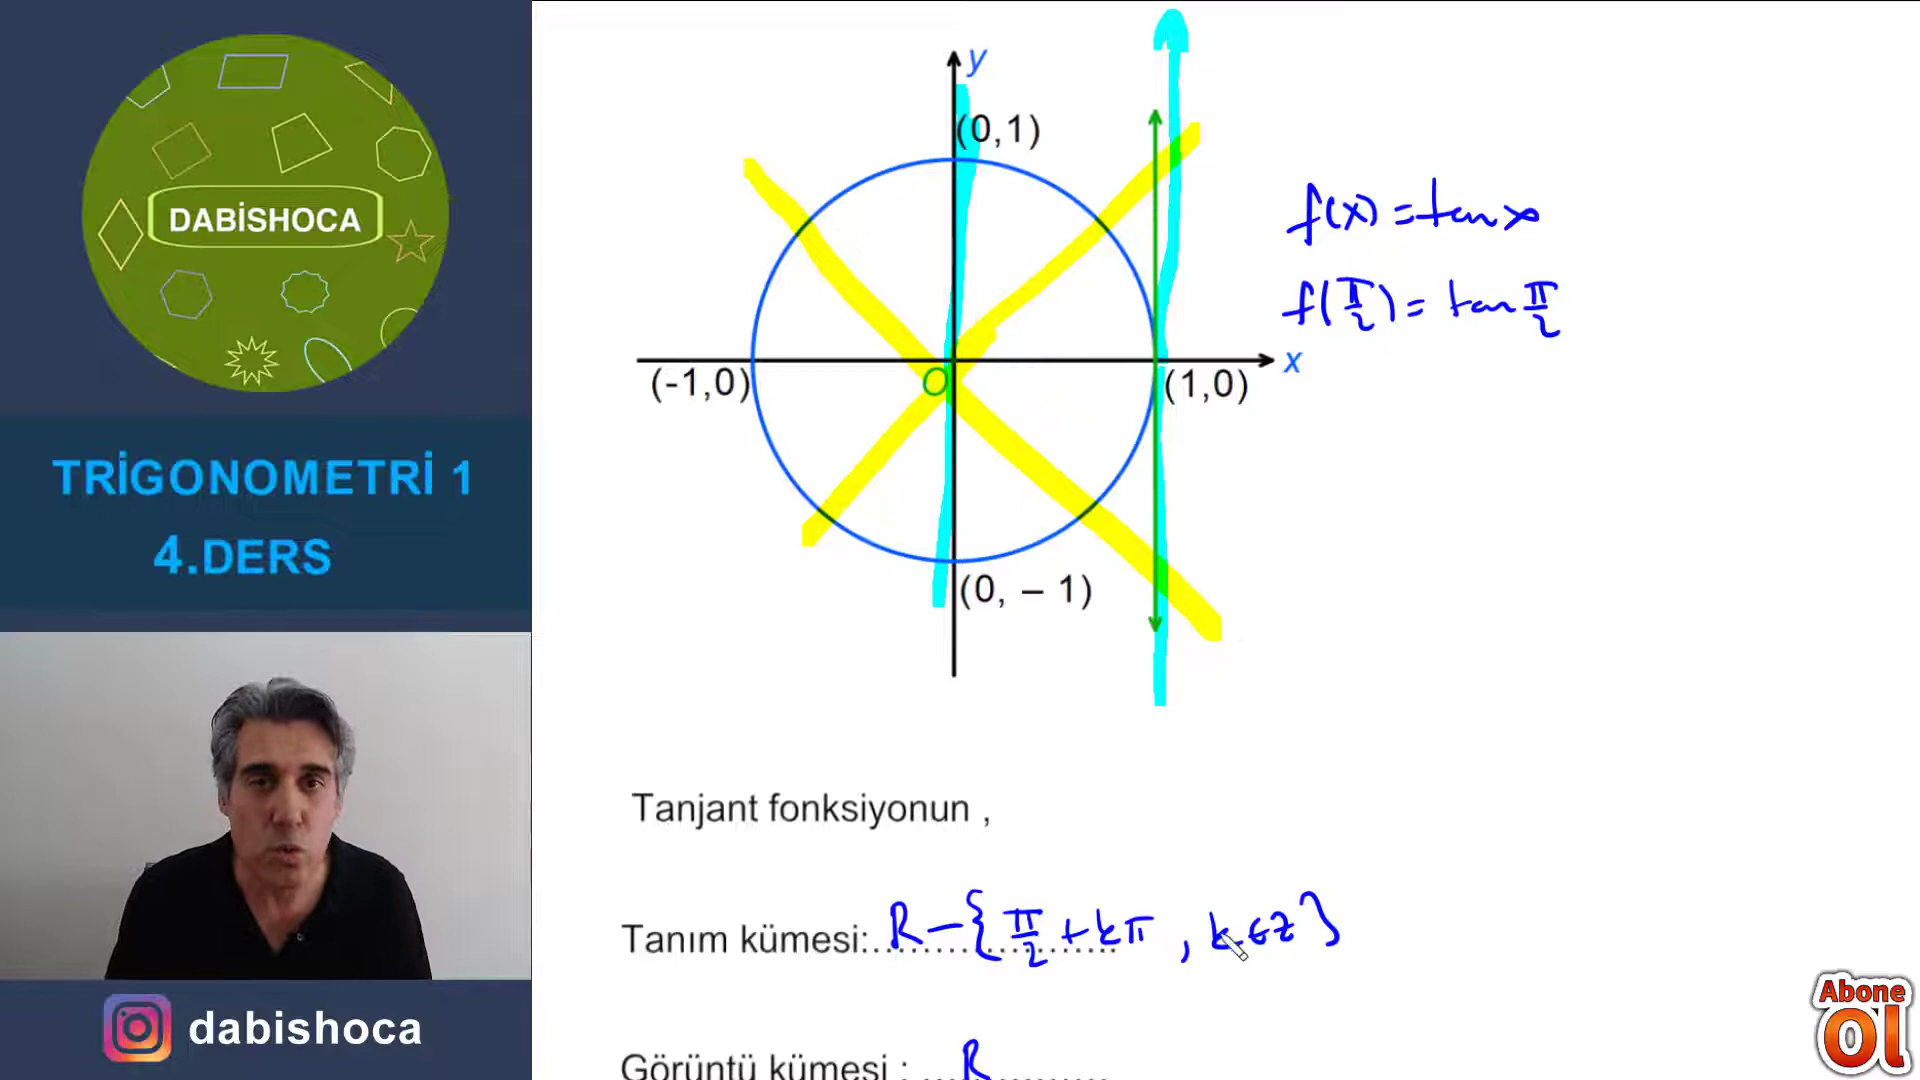 DABİSHOCA
TRİGONOMETRİ 1
4.DERS
dabishoca
y
(0,1)
(-1,0)
O
(1,0)
x
(0, – 1)
f(x) = tan x
f(π/2) = tan π/2
Tanjant fonksiyonun ,
Tanım kümesi:..... R – {π/2 + kπ , k ∈ Z}
Görüntü kümesi : ... R ..........
Abone
Ol